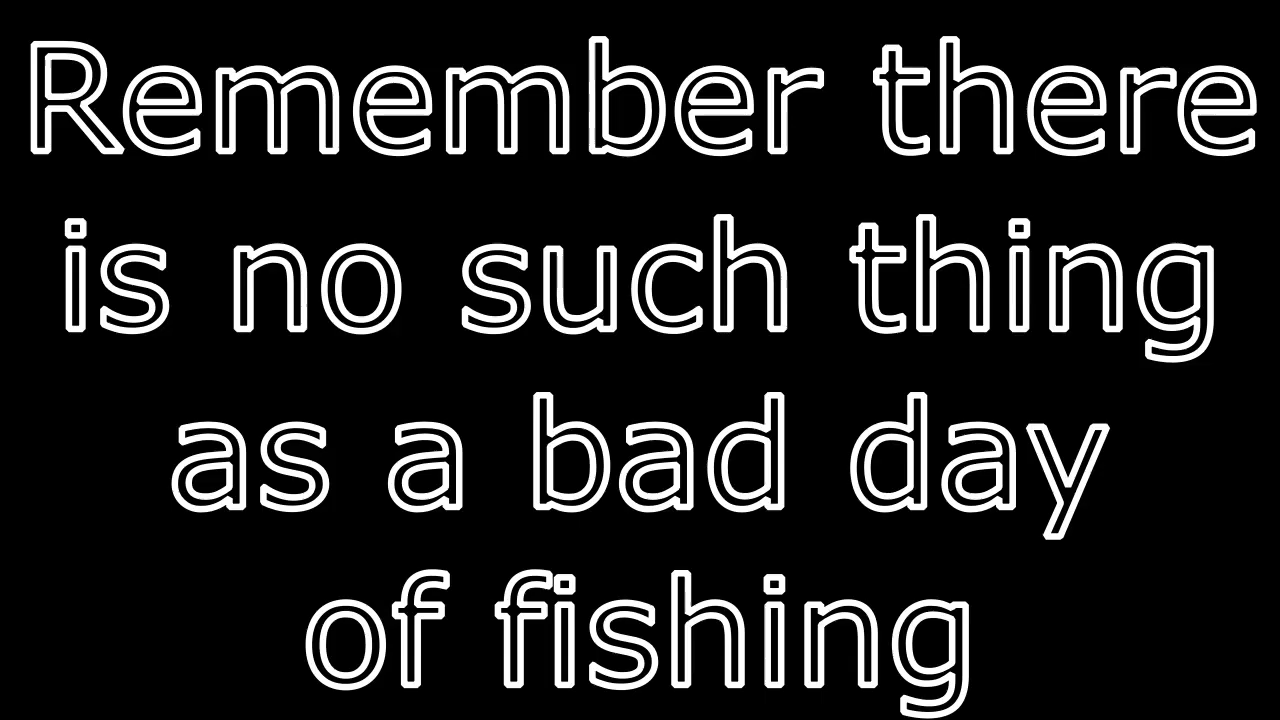 Remember there
is no such thing
as a bad day
of fishing